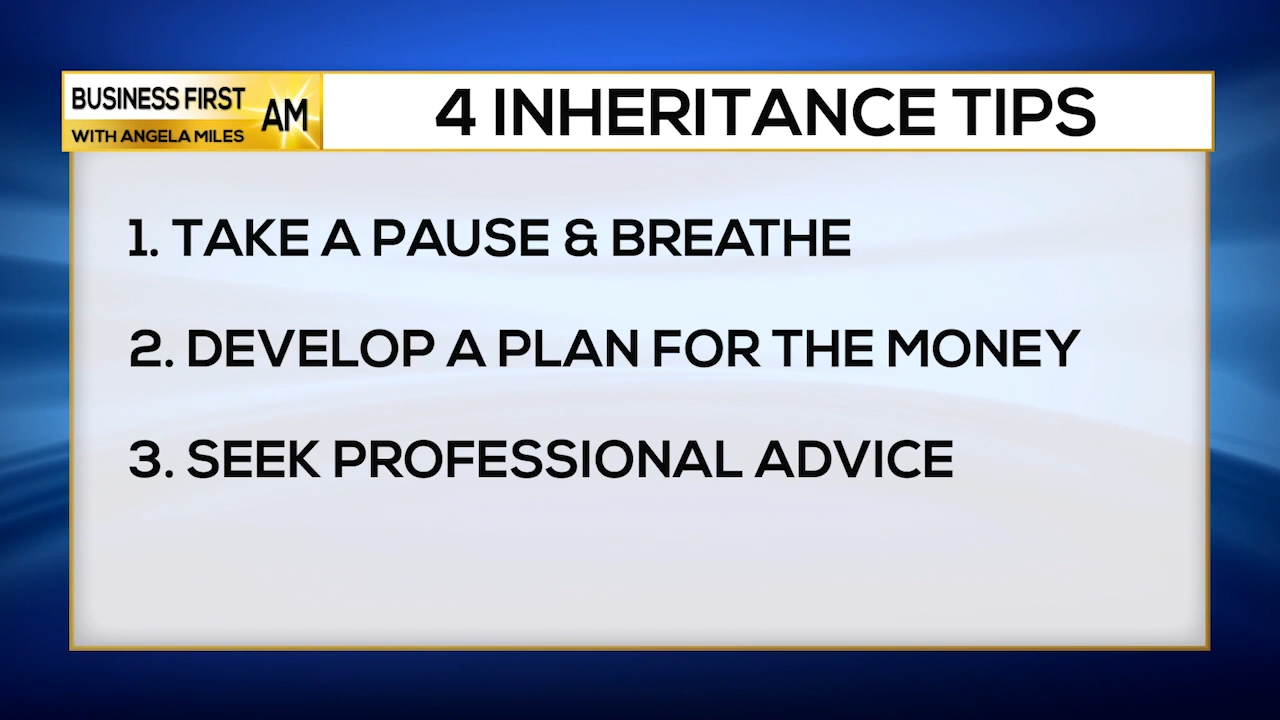 BUSINESS FIRST
AM
WITH ANGELA MILES
4 INHERITANCE TIPS
1. TAKE A PAUSE & BREATHE
2. DEVELOP A PLAN FOR THE MONEY
3. SEEK PROFESSIONAL ADVICE